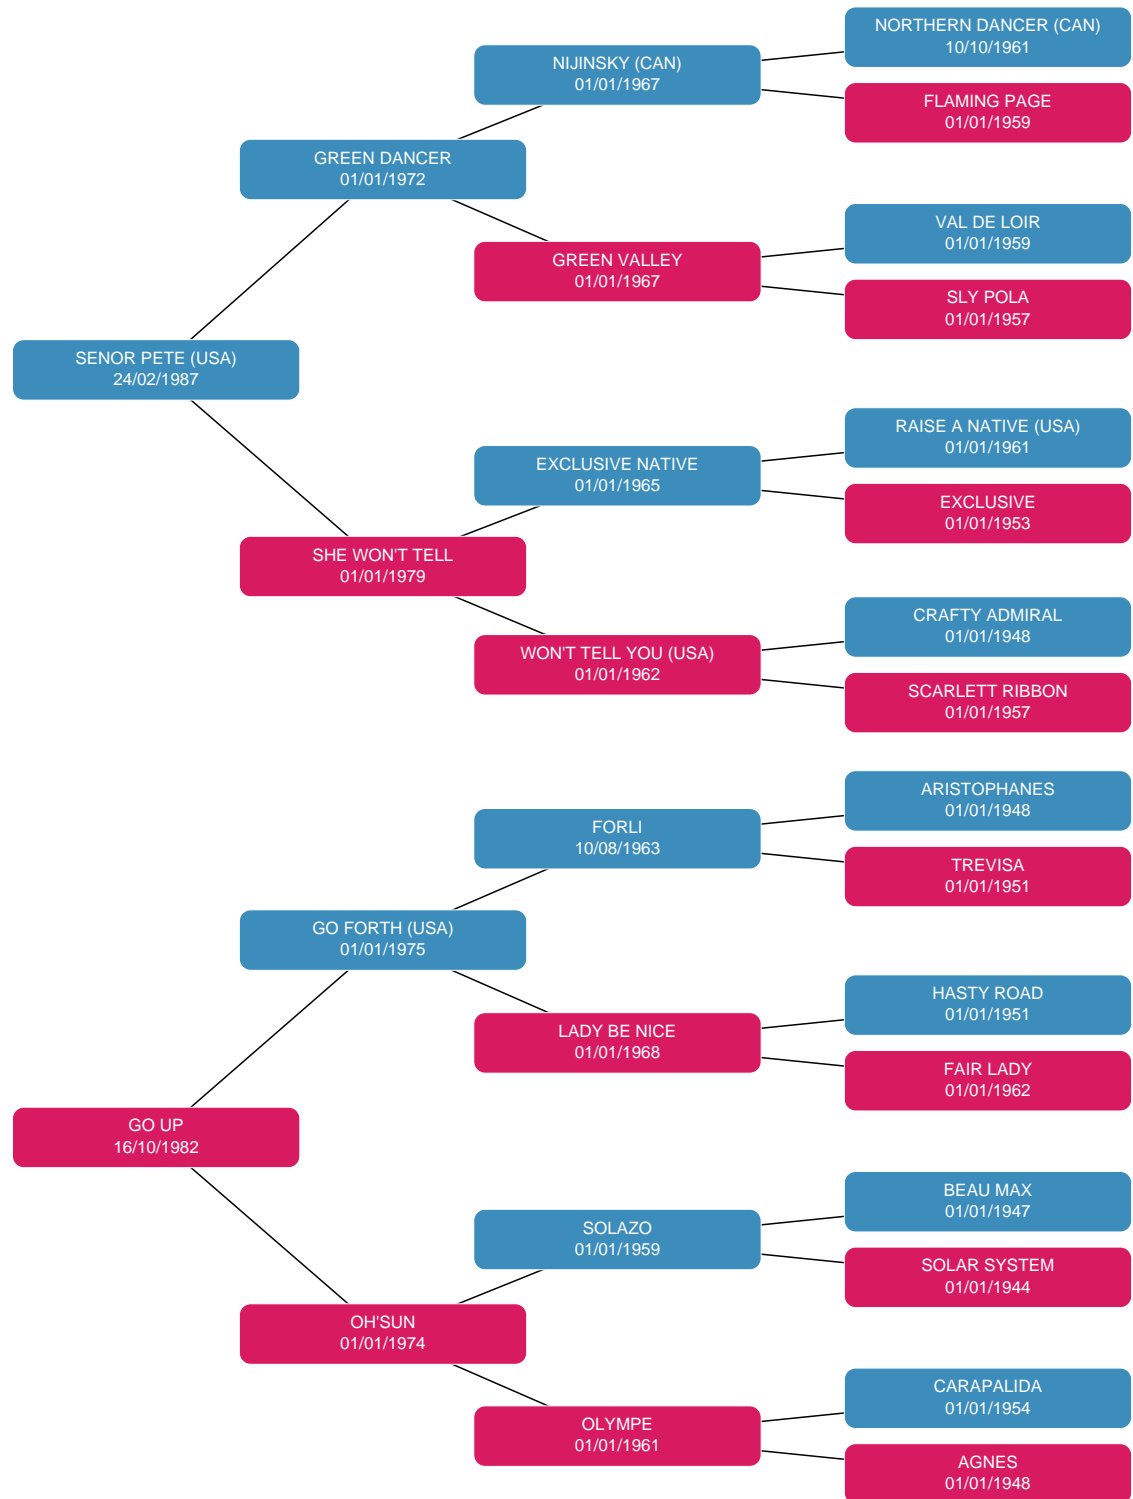 NORTHERN DANCER (CAN)
10/10/1961
NIJINSKY (CAN)
01/01/1967
FLAMING PAGE
01/01/1959
GREEN DANCER
01/01/1972
VAL DE LOIR
01/01/1959
GREEN VALLEY
01/01/1967
SLY POLA
01/01/1957
SENOR PETE (USA)
24/02/1987
RAISE A NATIVE (USA)
01/01/1961
EXCLUSIVE NATIVE
01/01/1965
EXCLUSIVE
01/01/1953
SHE WON'T TELL
01/01/1979
CRAFTY ADMIRAL
01/01/1948
WON'T TELL YOU (USA)
01/01/1962
SCARLETT RIBBON
01/01/1957
ARISTOPHANES
01/01/1948
FORLI
10/08/1963
TREVISA
01/01/1951
GO FORTH (USA)
01/01/1975
HASTY ROAD
01/01/1951
LADY BE NICE
01/01/1968
FAIR LADY
01/01/1962
GO UP
16/10/1982
BEAU MAX
01/01/1947
SOLAZO
01/01/1959
SOLAR SYSTEM
01/01/1944
OH'SUN
01/01/1974
CARAPALIDA
01/01/1954
OLYMPE
01/01/1961
AGNES
01/01/1948